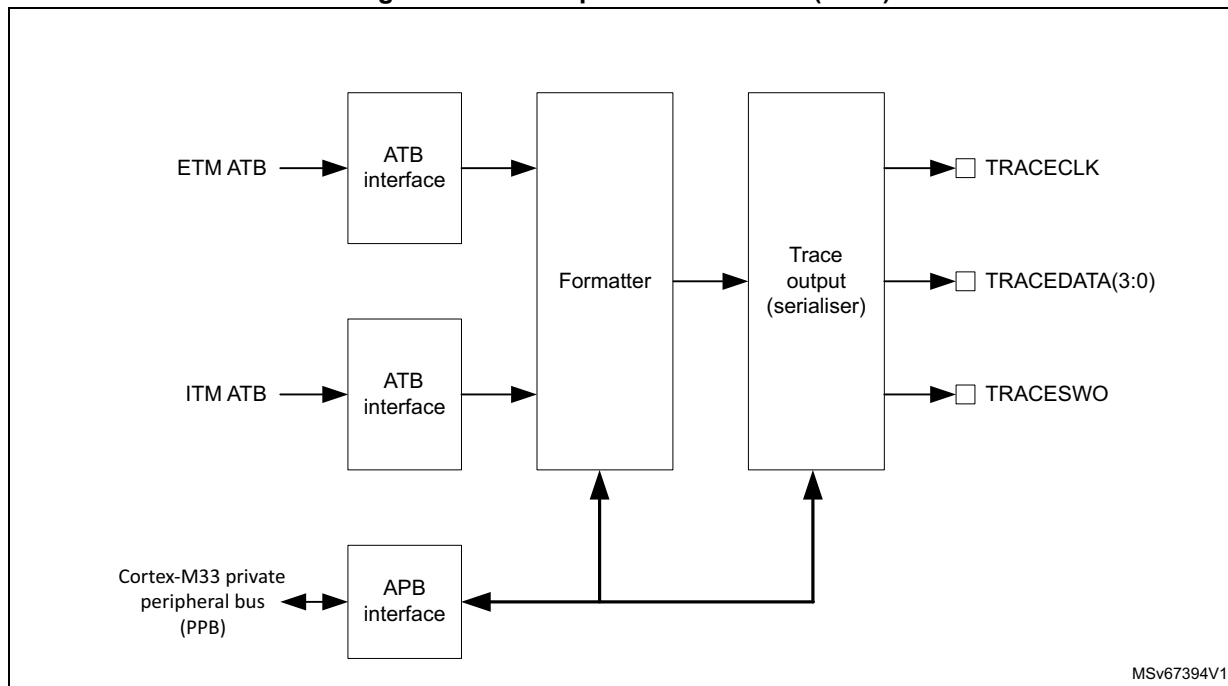 ETM ATB
ATB
interface
Formatter
Trace
output
(serialiser)
TRACECLK
TRACEDATA(3:0)
TRACESWO
ITM ATB
ATB
interface
Cortex-M33 private
peripheral bus
(PPB)
APB
interface
MSv67394V1